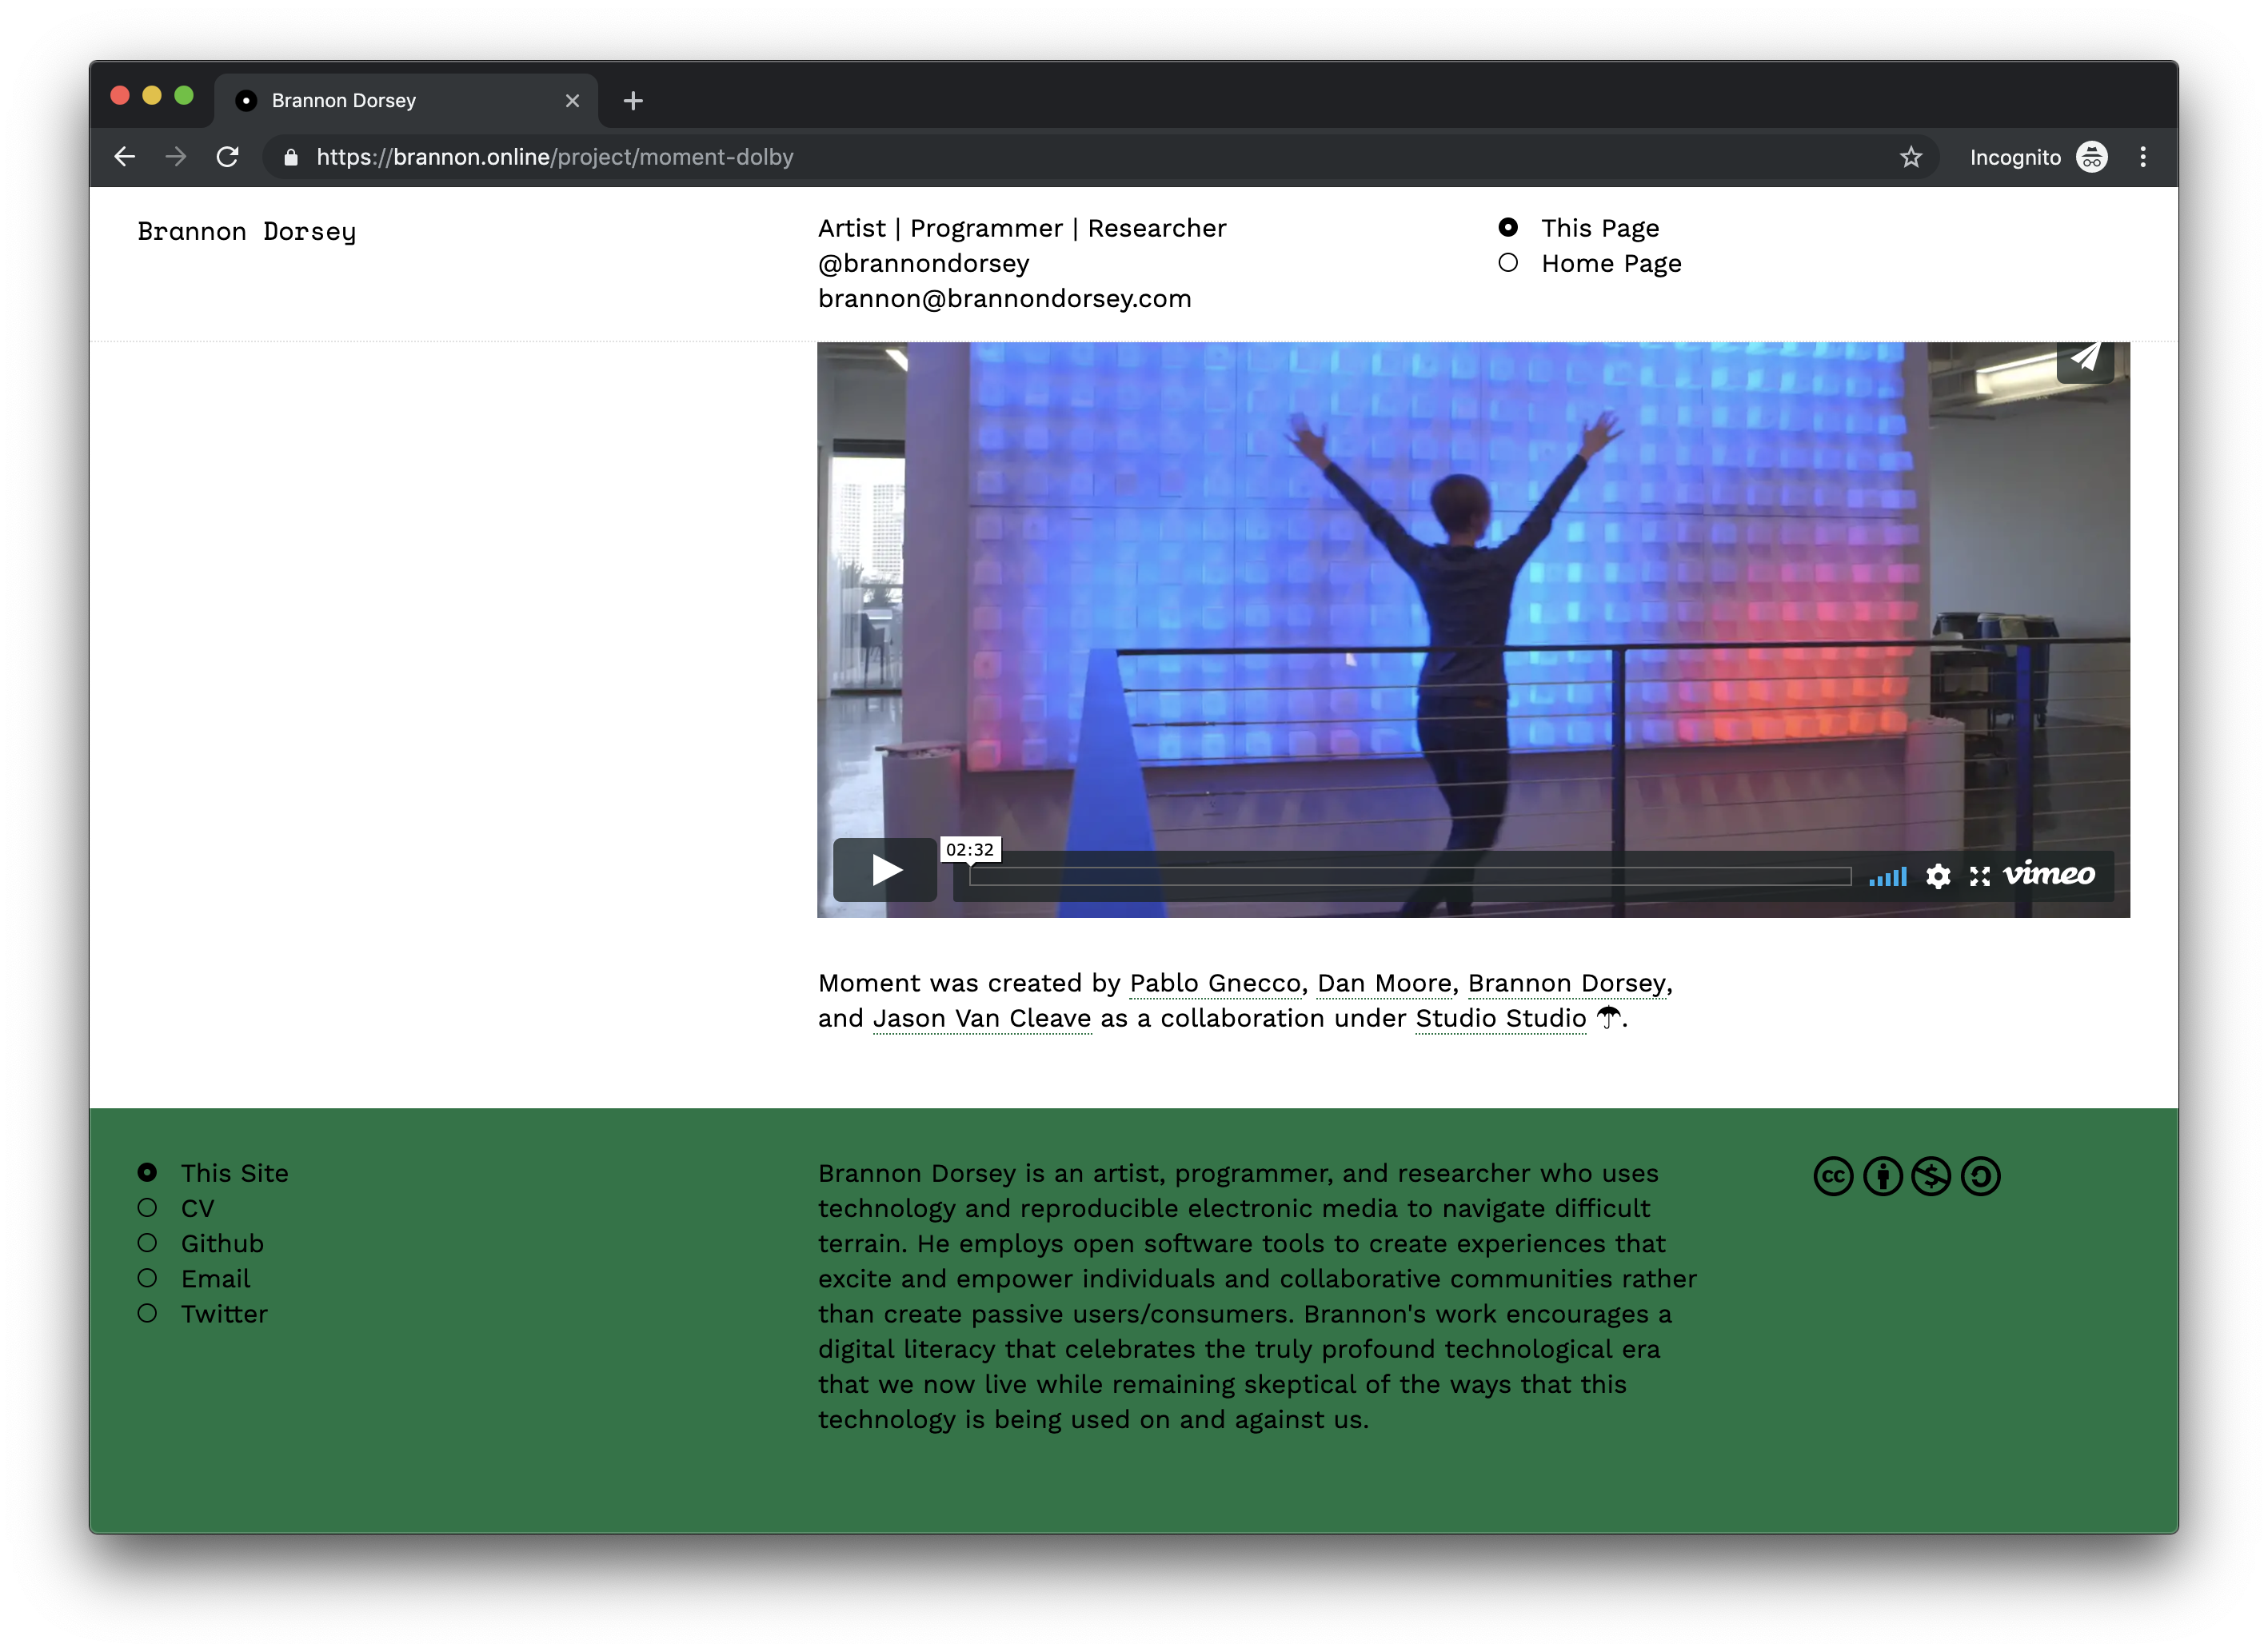 Brannon Dorsey
https://brannon.online/project/moment-dolby
Incognito
Brannon Dorsey
Artist | Programmer | Researcher
@brannondorsey
brannon@brannondorsey.com
This Page
Home Page
02:32
vimeo
Moment was created by Pablo Gnecco, Dan Moore, Brannon Dorsey,
and Jason Van Cleave as a collaboration under Studio Studio ☂.
This Site
CV
Github
Email
Twitter
Brannon Dorsey is an artist, programmer, and researcher who uses
technology and reproducible electronic media to navigate difficult
terrain. He employs open software tools to create experiences that
excite and empower individuals and collaborative communities rather
than create passive users/consumers. Brannon's work encourages a
digital literacy that celebrates the truly profound technological era
that we now live while remaining skeptical of the ways that this
technology is being used on and against us.
cc